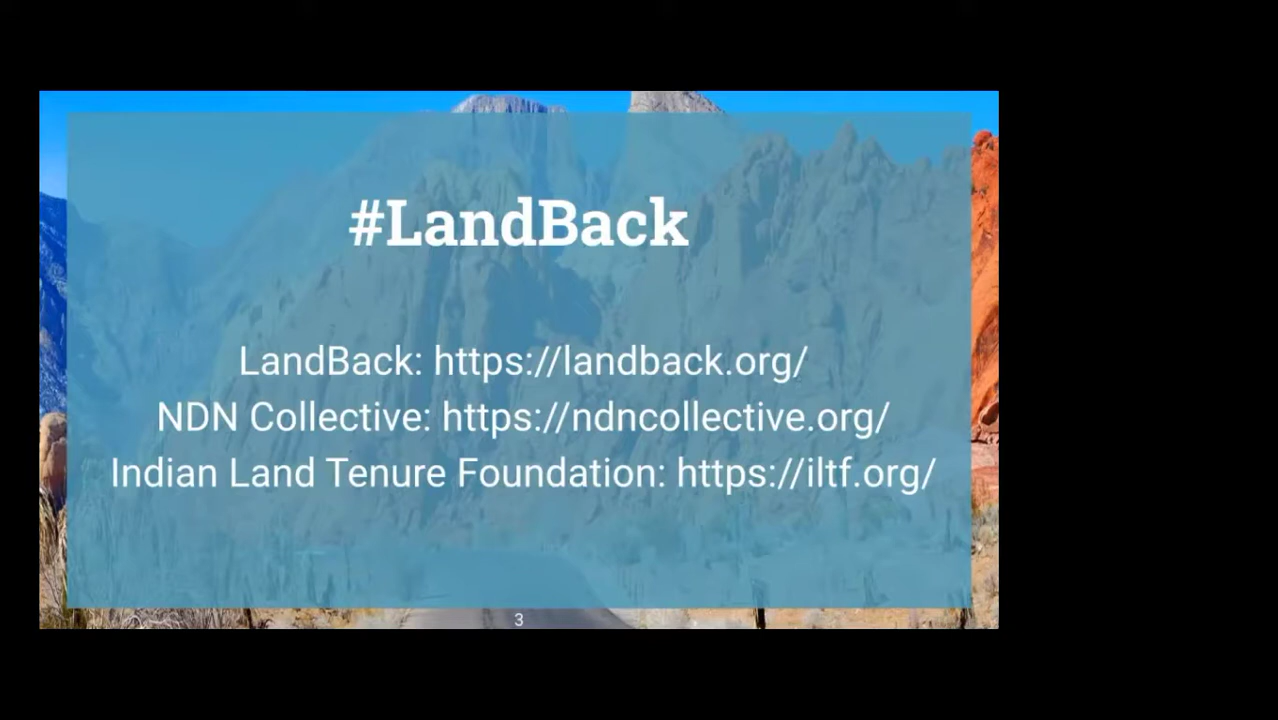 #LandBack
LandBack: https://landback.org/
NDN Collective: https://ndncollective.org/
Indian Land Tenure Foundation: https://iltf.org/
3